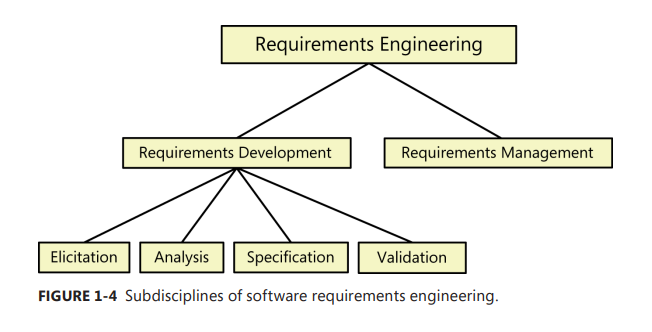 Requirements Engineering
Requirements Development
Requirements Management
Elicitation
Analysis
Specification
Validation
FIGURE 1-4 Subdisciplines of software requirements engineering.